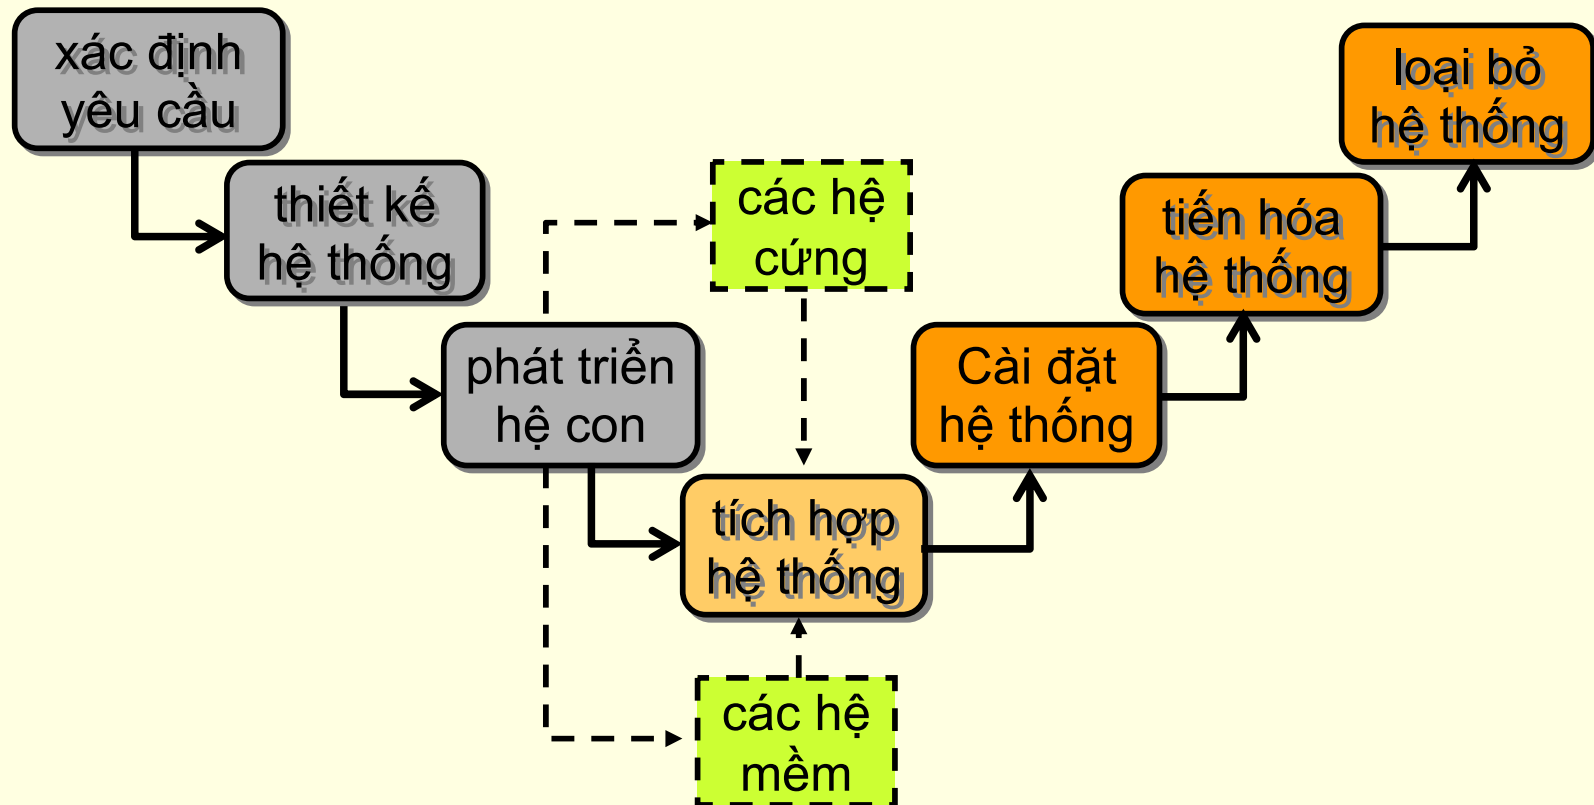 xác định
yêu cầu
thiết kế
hệ thống
phát triển
hệ con
các hệ
cứng
tích hợp
hệ thống
các hệ
mềm
Cài đặt
hệ thống
tiến hóa
hệ thống
loại bỏ
hệ thống